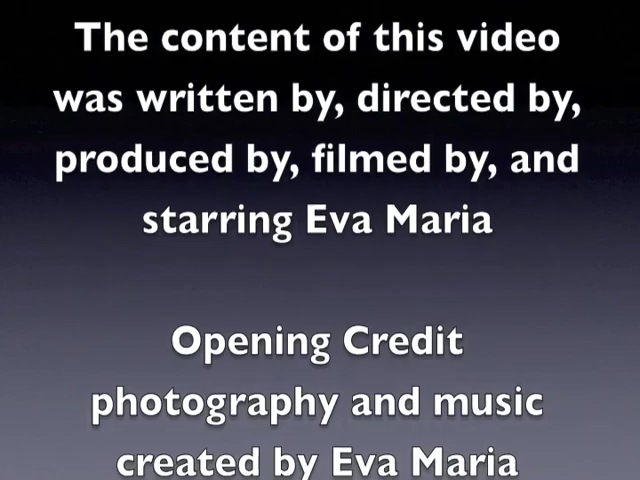 The content of this video
was written by, directed by,
produced by, filmed by, and
starring Eva Maria
Opening Credit
photography and music
created by Eva Maria